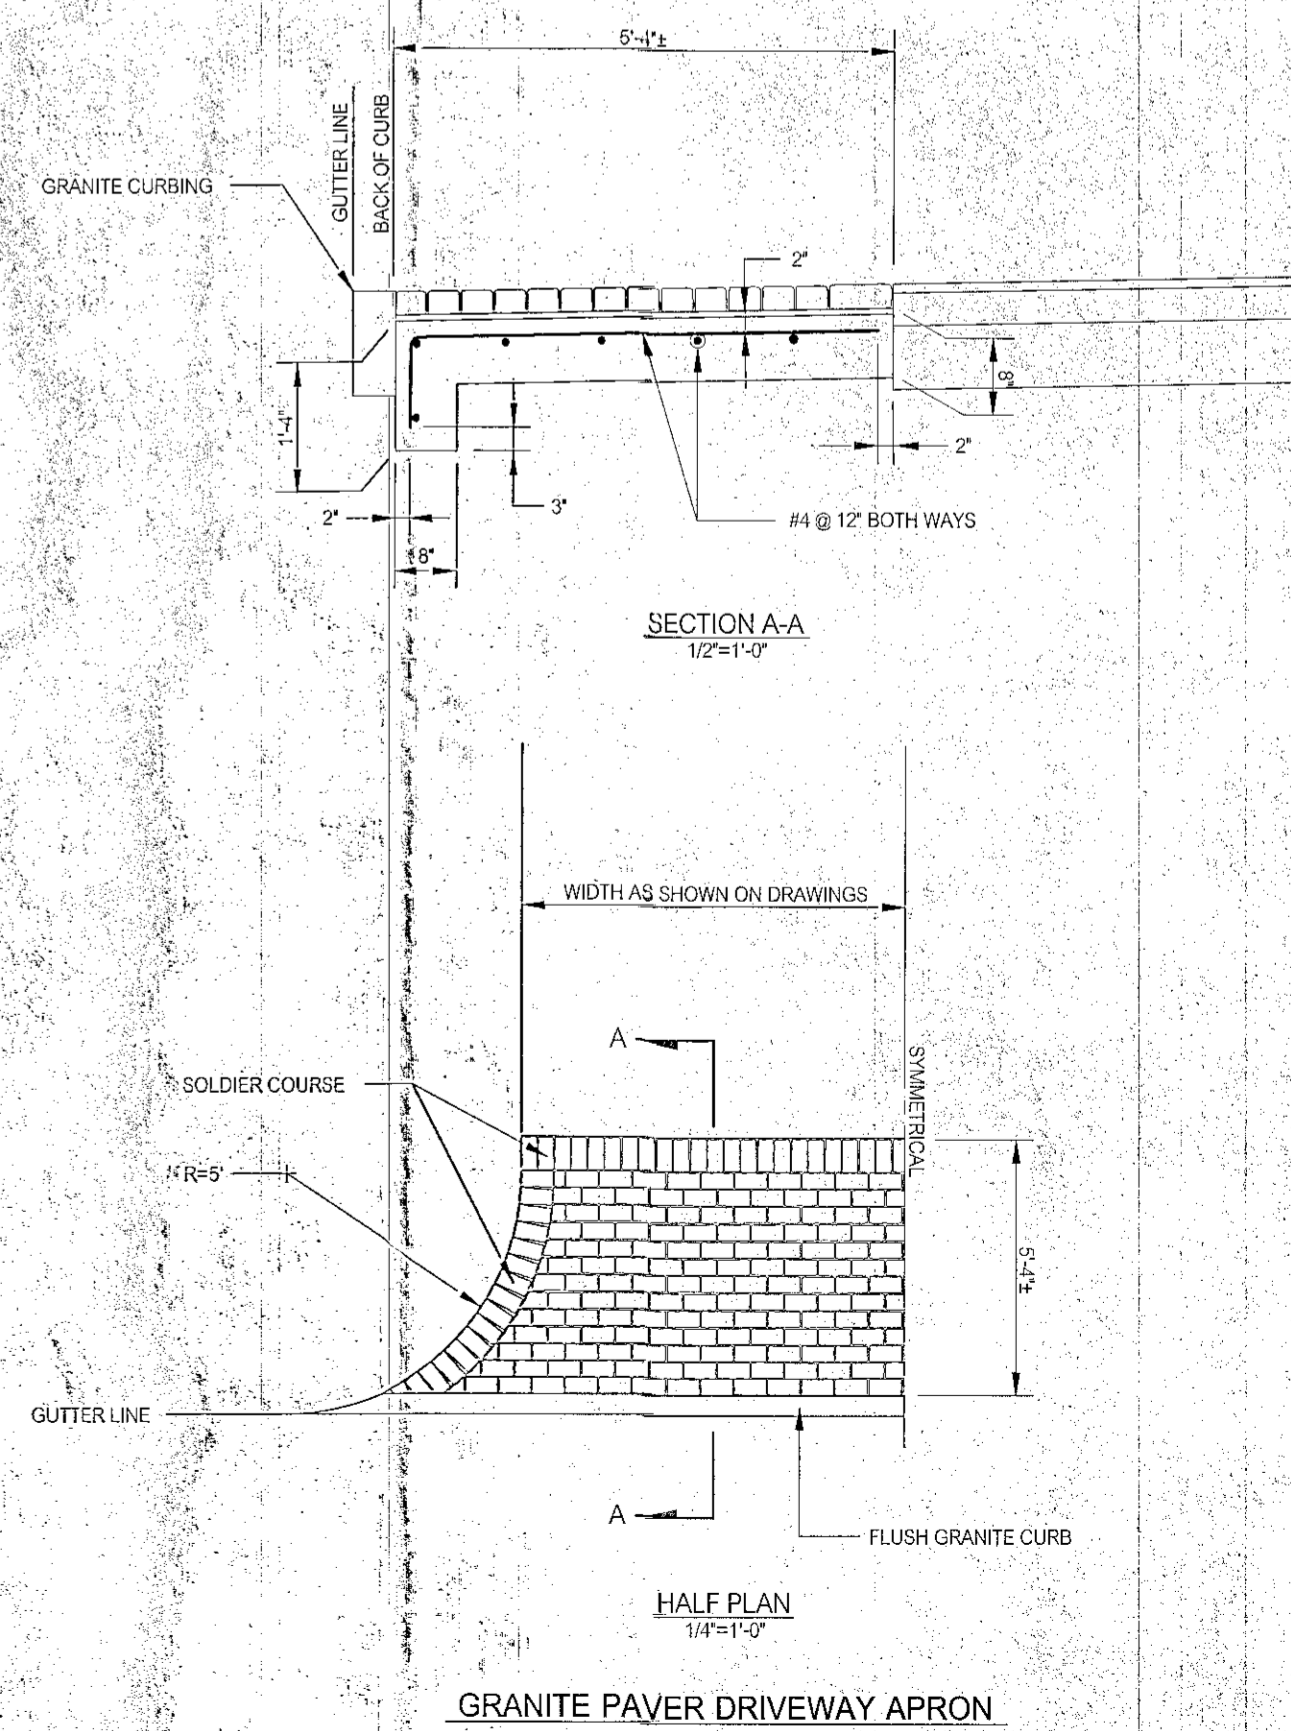 5'-4"±
GUTTER LINE
BACK OF CURB
GRANITE CURBING
2"
8"
1'-4"
2"
3"
2"
#4 @ 12" BOTH WAYS
8"
SECTION A-A
1/2"=1'-0"
WIDTH AS SHOWN ON DRAWINGS
A
SYMMETRICAL
SOLDIER COURSE
R=5'
5'-4"±
GUTTER LINE
A
FLUSH GRANITE CURB
HALF PLAN
1/4"=1'-0"
GRANITE PAVER DRIVEWAY APRON